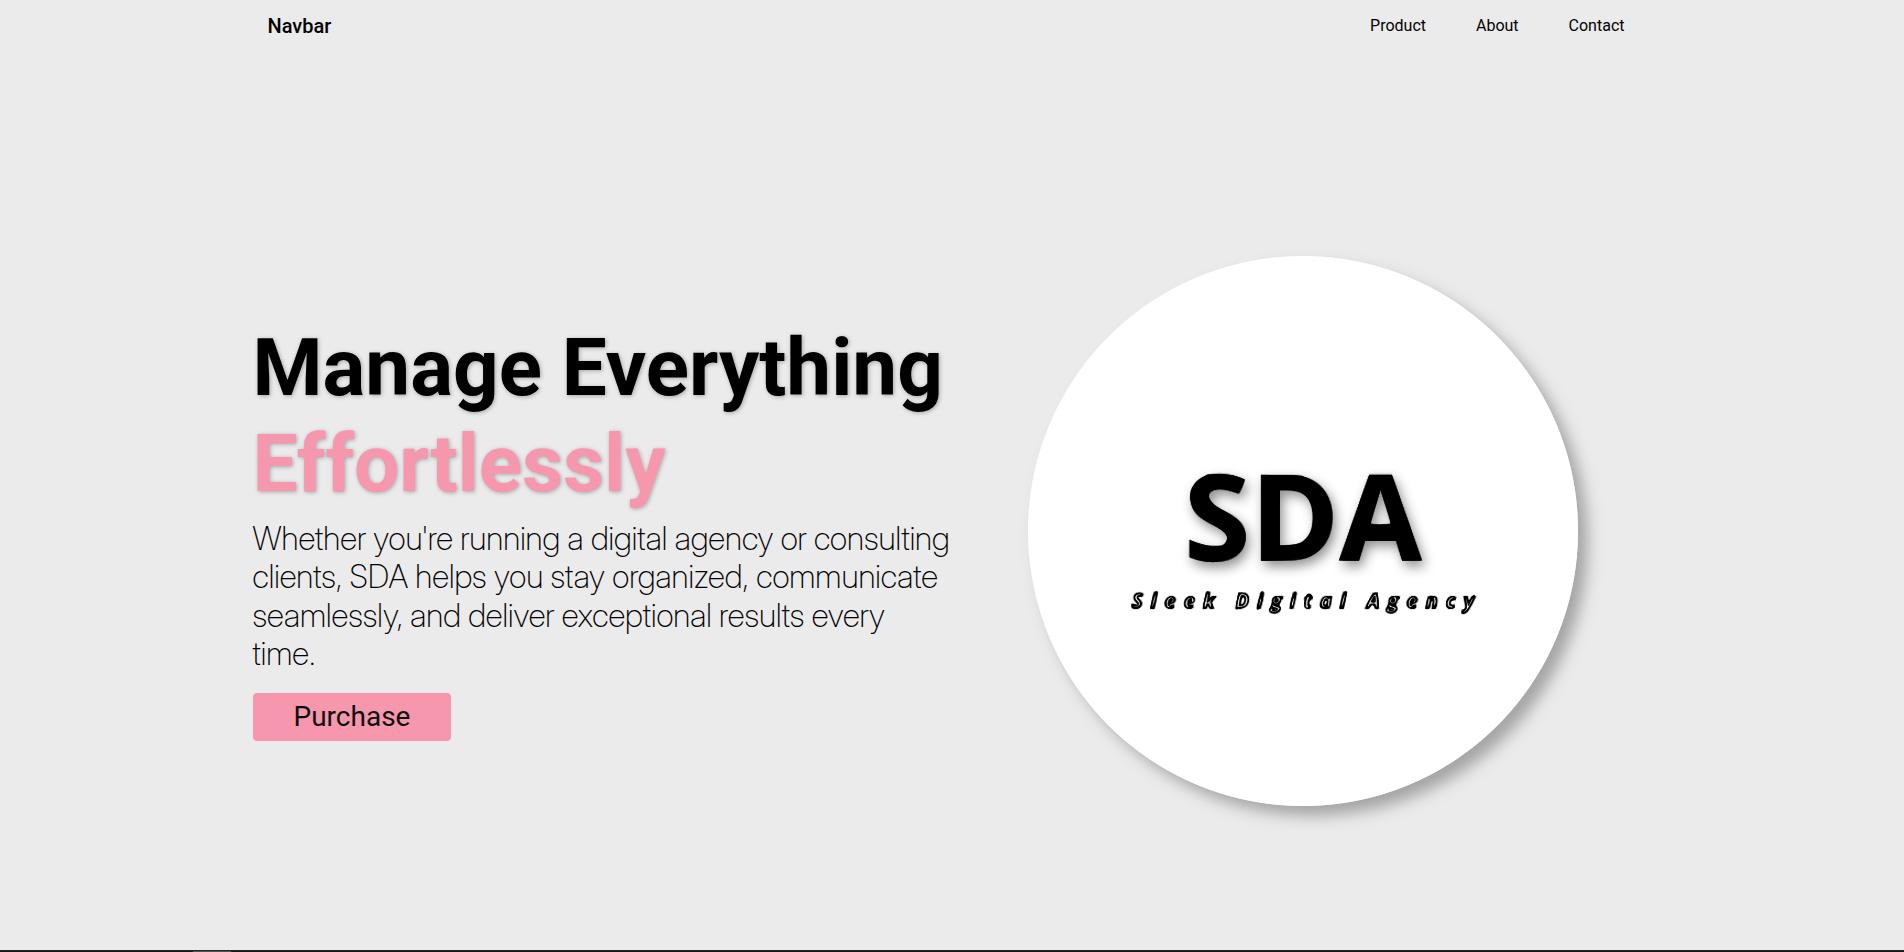 Navbar
Product
About
Contact
Manage Everything
Effortlessly
Whether you're running a digital agency or consulting
clients, SDA helps you stay organized, communicate
seamlessly, and deliver exceptional results every
time.
Purchase
SDA
Sleek Digital Agency